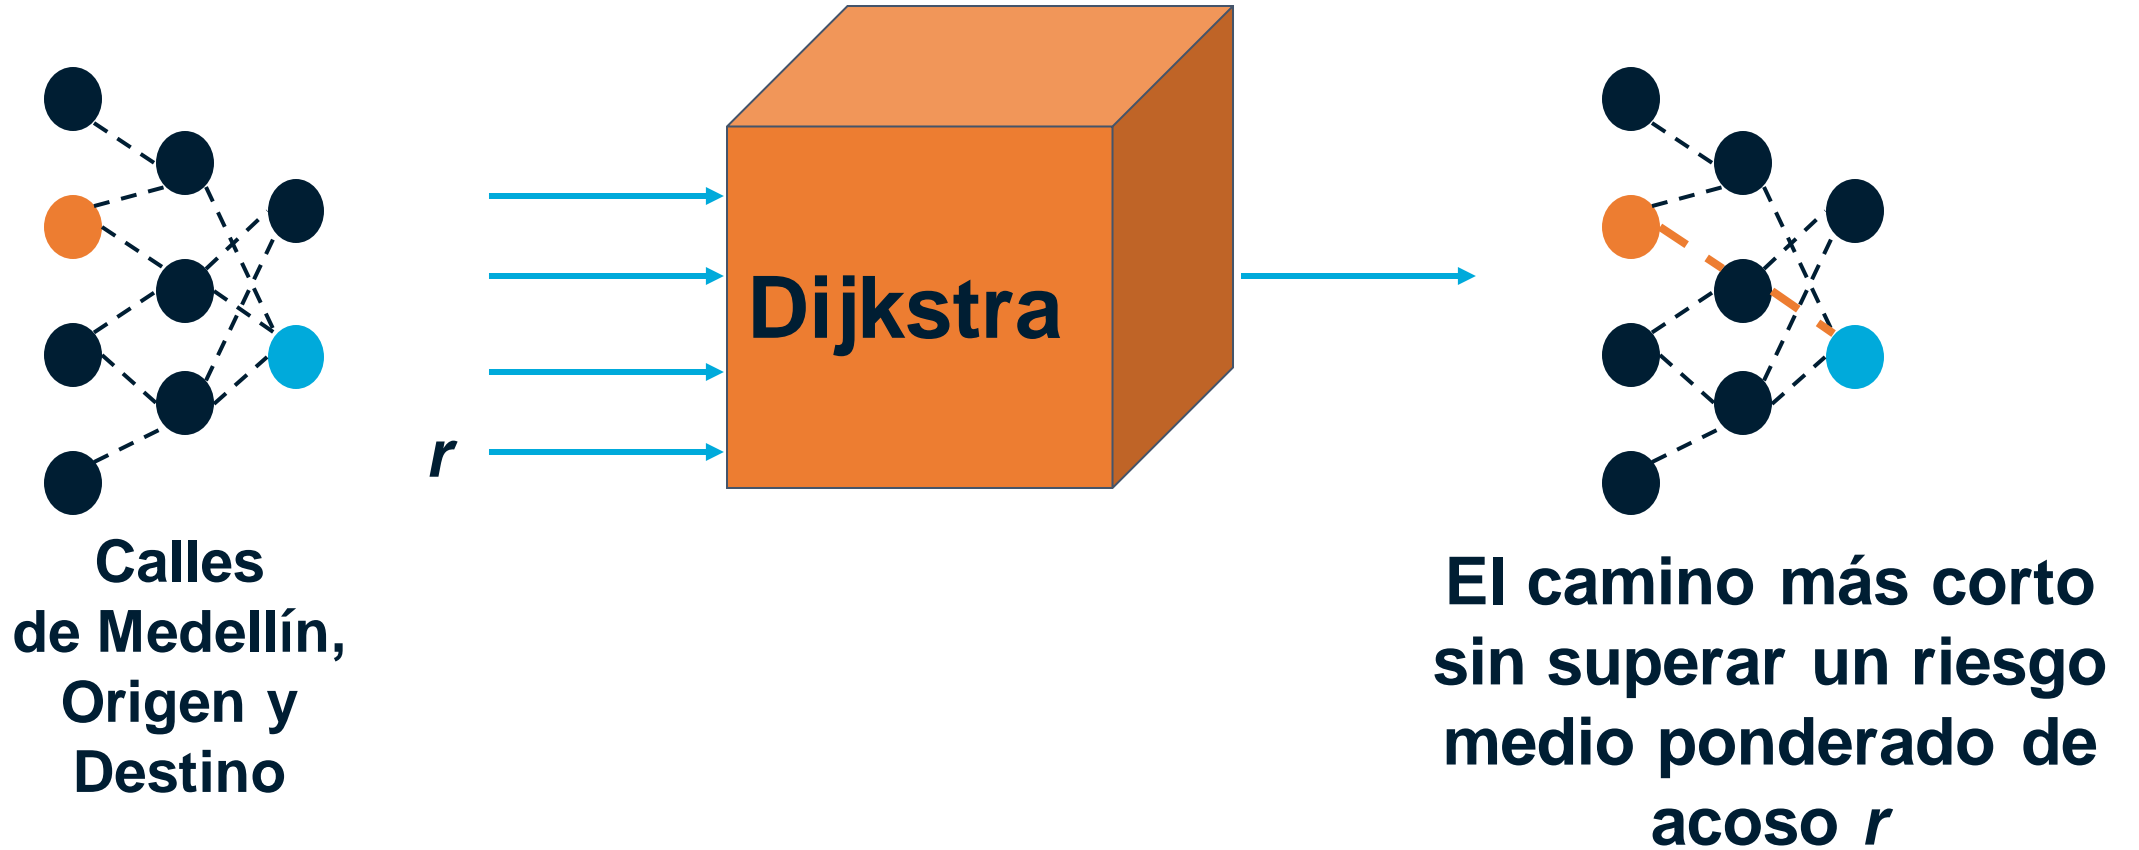 Dijkstra
r
Calles
de Medellín,
Origen y
Destino
El camino más corto
sin superar un riesgo
medio ponderado de
acoso r